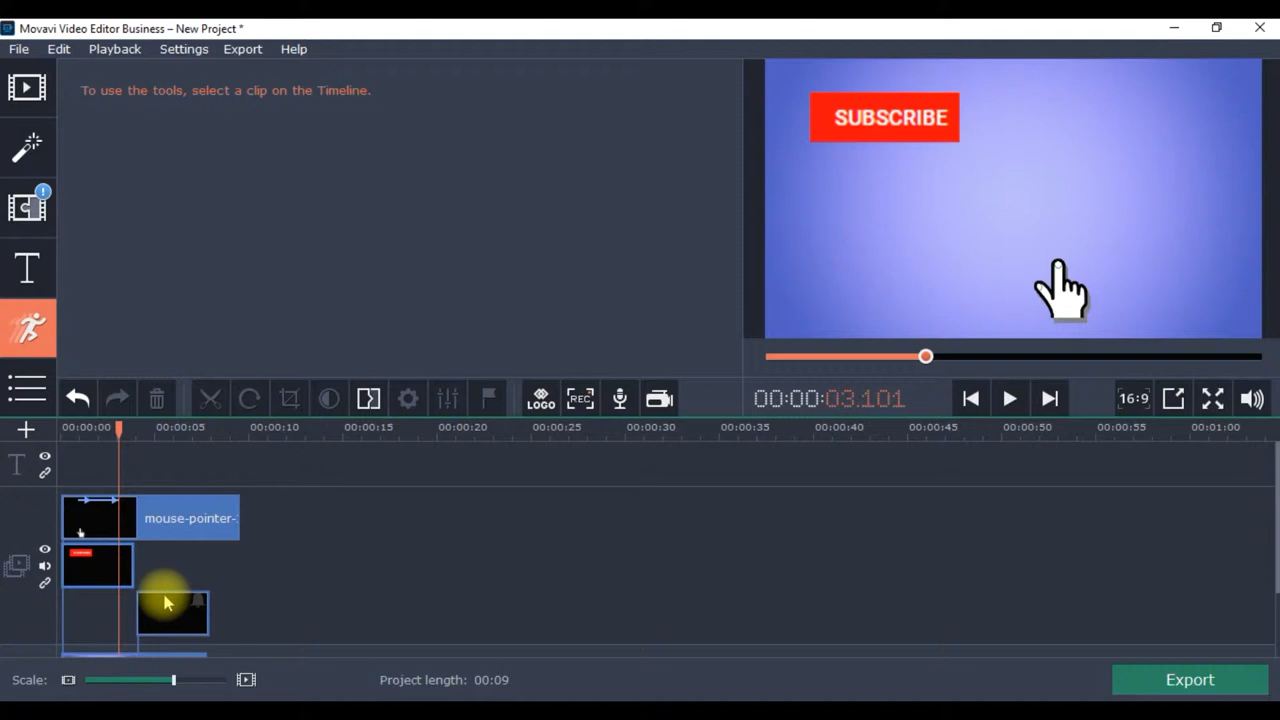 Movavi Video Editor Business – New Project *
File Edit Playback Settings Export Help
To use the tools, select a clip on the Timeline.
SUBSCRIBE
LOGO
REC
00:00:03.101
16:9
00:00:00 00:00:05 00:00:10 00:00:15 00:00:20 00:00:25 00:00:30 00:00:35 00:00:40 00:00:45 00:00:50 00:00:55 00:01:00
mouse-pointer-
Scale:
Project length: 00:09
Export